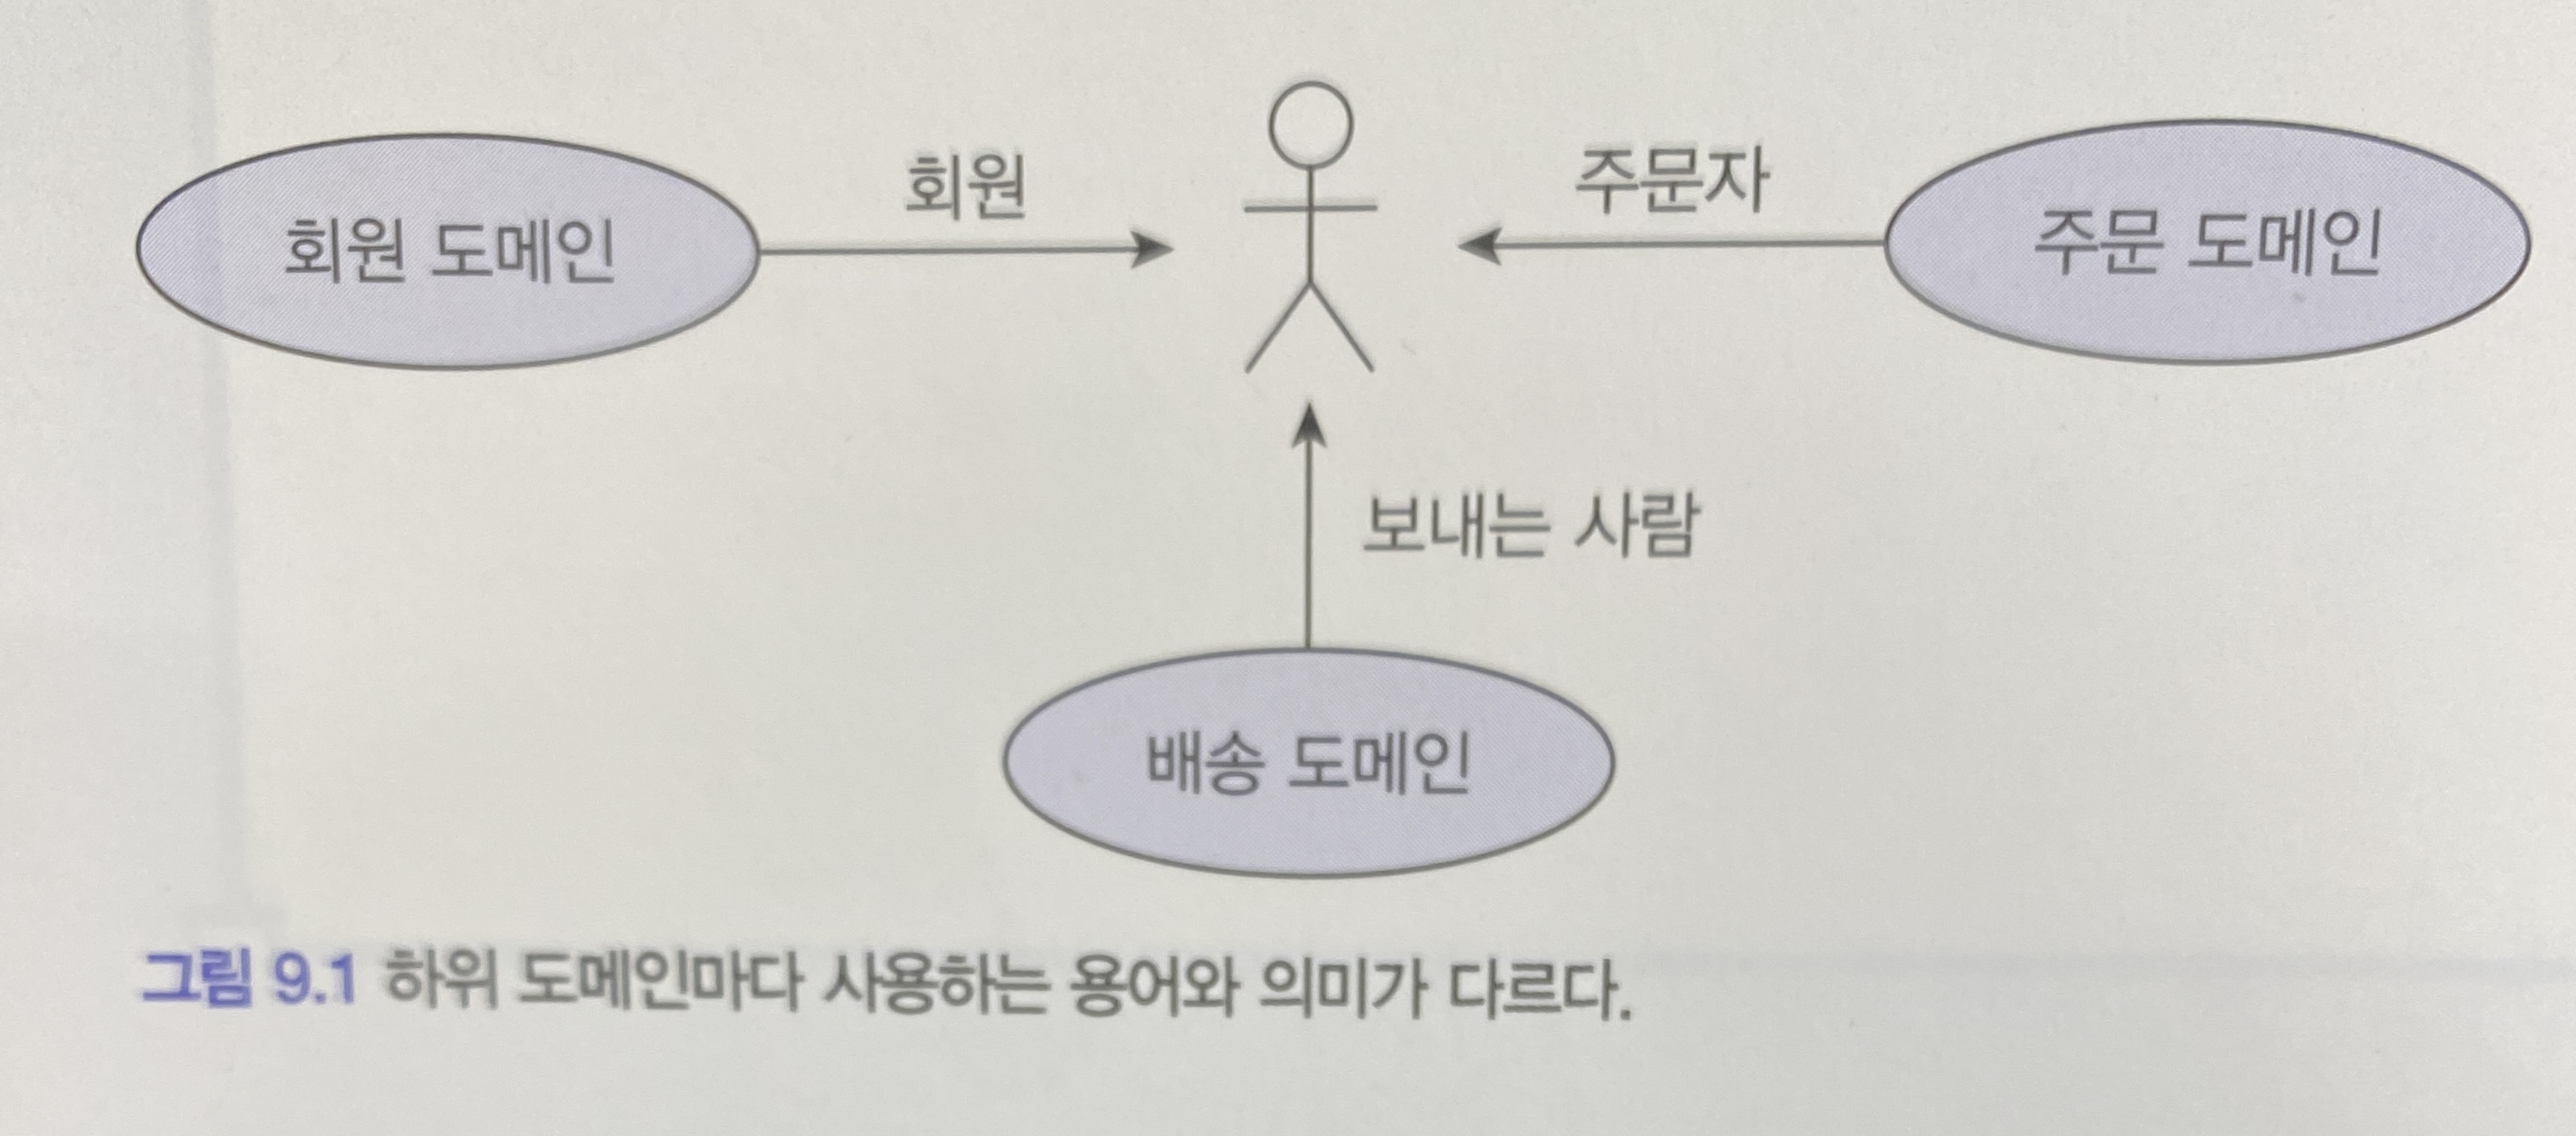 회원 도메인
회원
주문자
주문 도메인
보내는 사람
배송 도메인
그림 9.1 하위 도메인마다 사용하는 용어와 의미가 다르다.